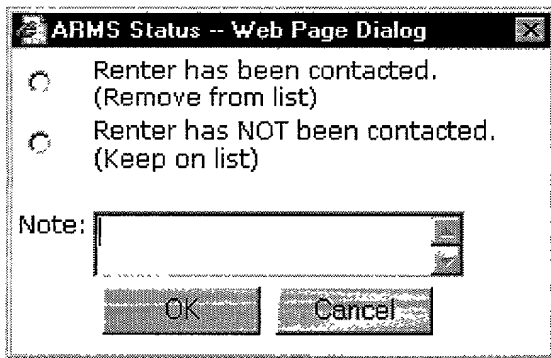 ARMS Status -- Web Page Dialog
Renter has been contacted.
(Remove from list)
Renter has NOT been contacted.
(Keep on list)
Note:
OK Cancel